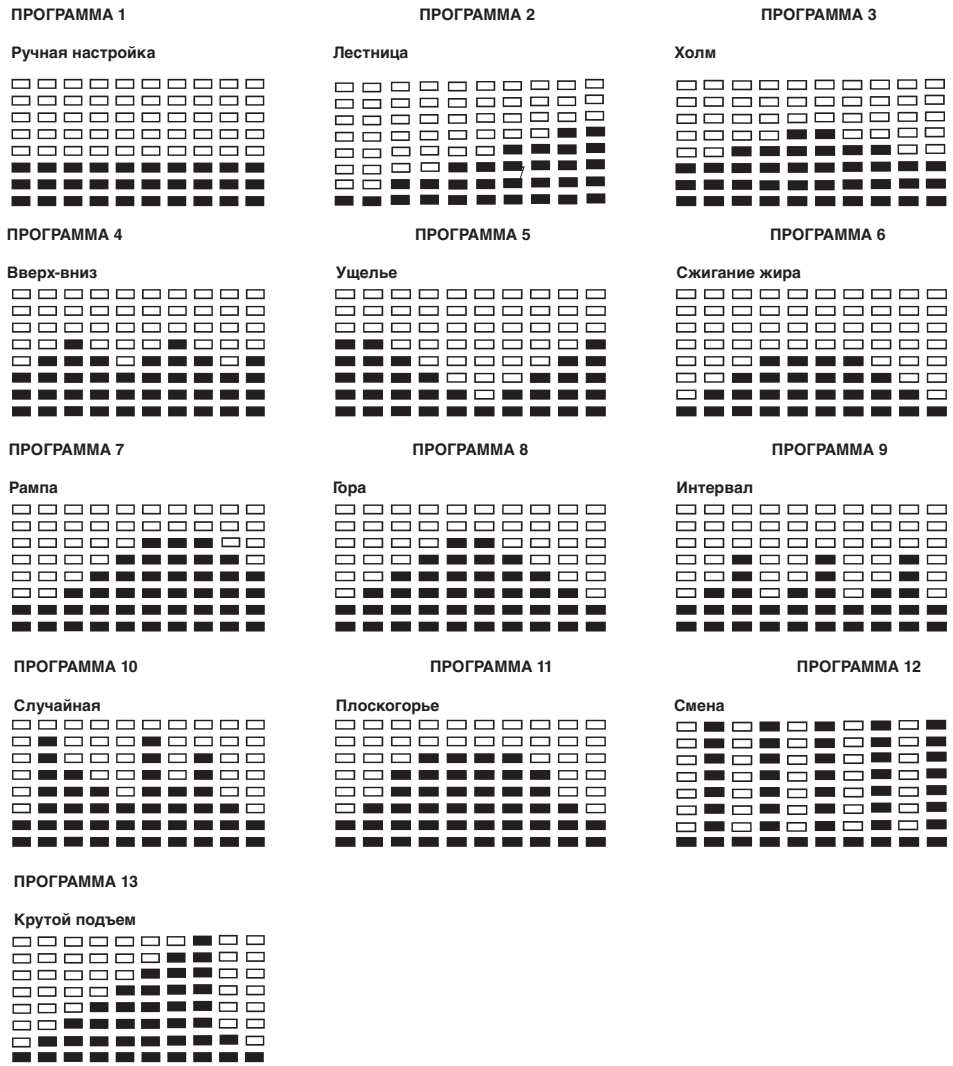 ПРОГРАММА 1
ПРОГРАММА 2
ПРОГРАММА 3
Ручная настройка
Лестница
Холм
ПРОГРАММА 4
ПРОГРАММА 5
ПРОГРАММА 6
Вверх-вниз
Ущелье
Сжигание жира
ПРОГРАММА 7
ПРОГРАММА 8
ПРОГРАММА 9
Рампа
Гора
Интервал
ПРОГРАММА 10
ПРОГРАММА 11
ПРОГРАММА 12
Случайная
Плоскогорье
Смена
ПРОГРАММА 13
Крутой подъем